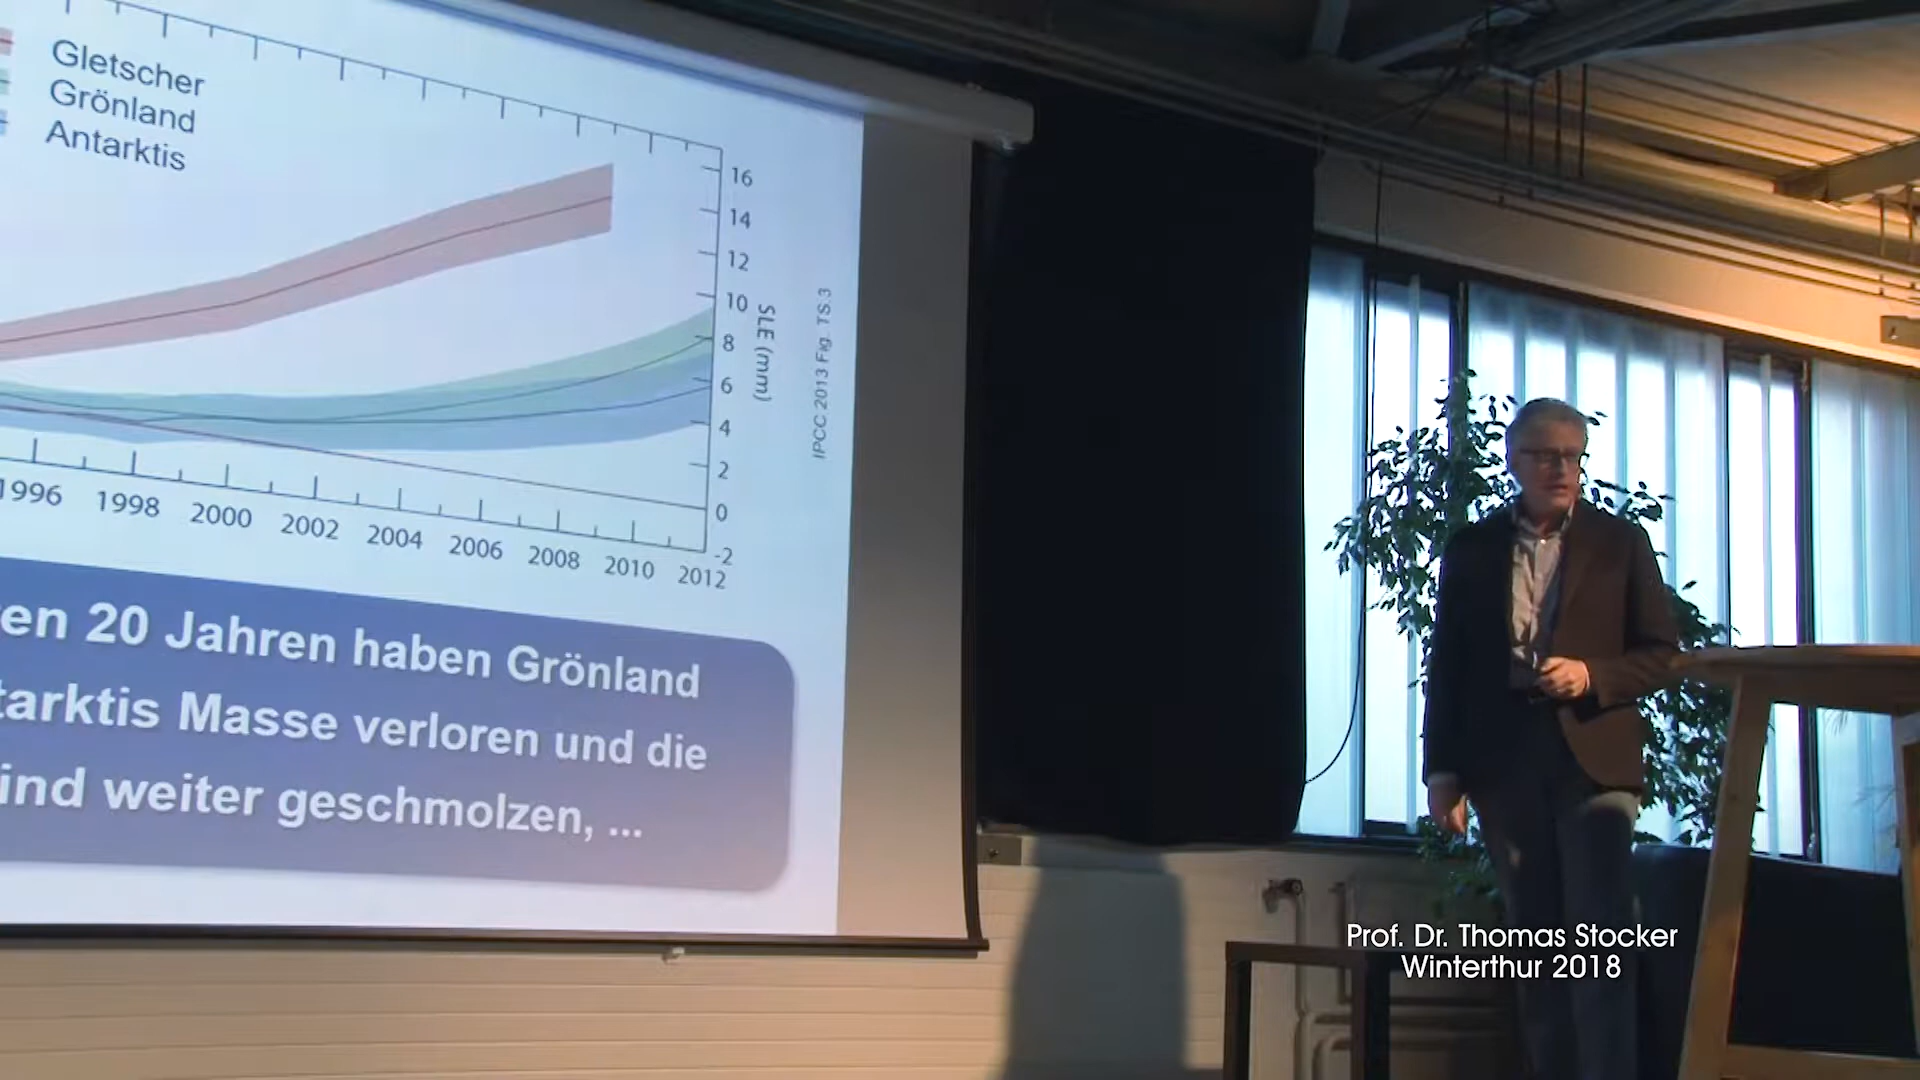 Gletscher
Grönland
Antarktis
16
14
12
10
8
6
4
2
0
-2
SLE (mm)
IPCC 2013 Fig. TS.3
1996 1998 2000 2002 2004 2006 2008 2010 2012
en 20 Jahren haben Grönland
tarktis Masse verloren und die
ind weiter geschmolzen, ...
Prof. Dr. Thomas Stocker
Winterthur 2018